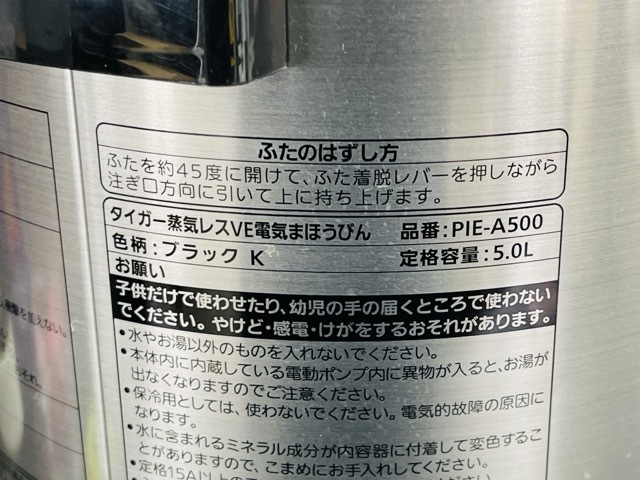 ふたのはずし方
ふたを約45度に開けて、ふた着脱レバーを押しながら
注ぎ口方向に引いて上に持ち上げます。
タイガー蒸気レスVE電気まほうびん 品番:PIE-A500
色柄:ブラック K 定格容量:5.0L
お願い
子供だけで使わせたり、幼児の手の届くところで使わない
でください。やけど・感電・けがをするおそれがあります。
・水やお湯以外のものを入れないでください。
・本体内に内蔵している電動ポンプ内に異物が入ると、お湯が
出なくなりますのでご注意ください。
・保冷用としては、使わないでください。電気的故障の原因に
なります。
・水に含まれるミネラル成分が内容器に付着して変色するこ
とがありますので、こまめにお手入れしてください。
・定格15A以上の